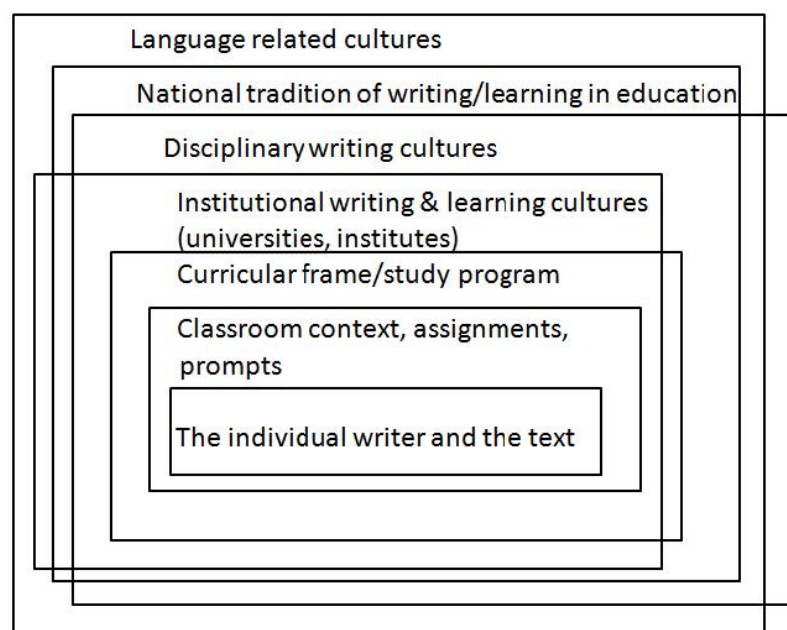 Language related cultures
National tradition of writing/learning in education
Disciplinary writing cultures
Institutional writing & learning cultures
(universities, institutes)
Curricular frame/study program
Classroom context, assignments,
prompts
The individual writer and the text